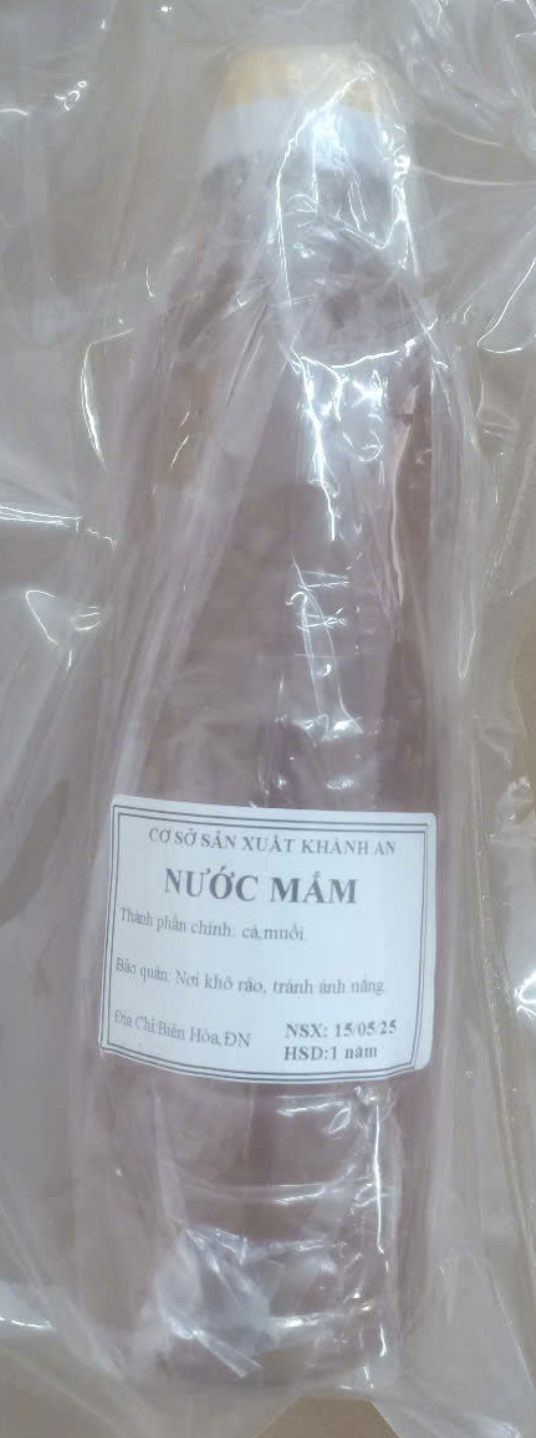 CƠ SỞ SẢN XUẤT KHÁNH AN
NƯỚC MẮM
Thành phần chính: cá,muối.
Bảo quản: Nơi khô ráo, tránh ánh nắng.
Địa Chỉ:Biên Hòa,ĐN
NSX: 15/05/25
HSD:1 năm